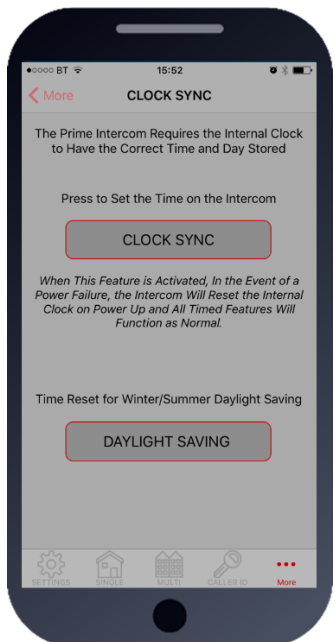 BT 15:52
More CLOCK SYNC
The Prime Intercom Requires the Internal Clock
to Have the Correct Time and Day Stored
Press to Set the Time on the Intercom
CLOCK SYNC
When This Feature is Activated, In the Event of a
Power Failure, the Intercom Will Reset the Internal
Clock on Power Up and All Timed Features Will
Function as Normal.
Time Reset for Winter/Summer Daylight Saving
DAYLIGHT SAVING
SETTINGS SINGLE MULTI CALLER ID More